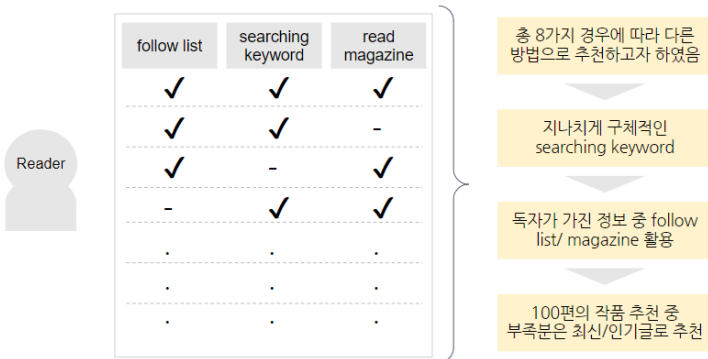 follow list
searching
keyword
read
magazine
✓ ✓ ✓
✓ ✓ -
✓ - ✓
- ✓ ✓
. . .
. . .
. . .
Reader
총 8가지 경우에 따라 다른
방법으로 추천하고자 하였음
지나치게 구체적인
searching keyword
독자가 가진 정보 중 follow
list/ magazine 활용
100편의 작품 추천 중
부족분은 최신/인기글로 추천